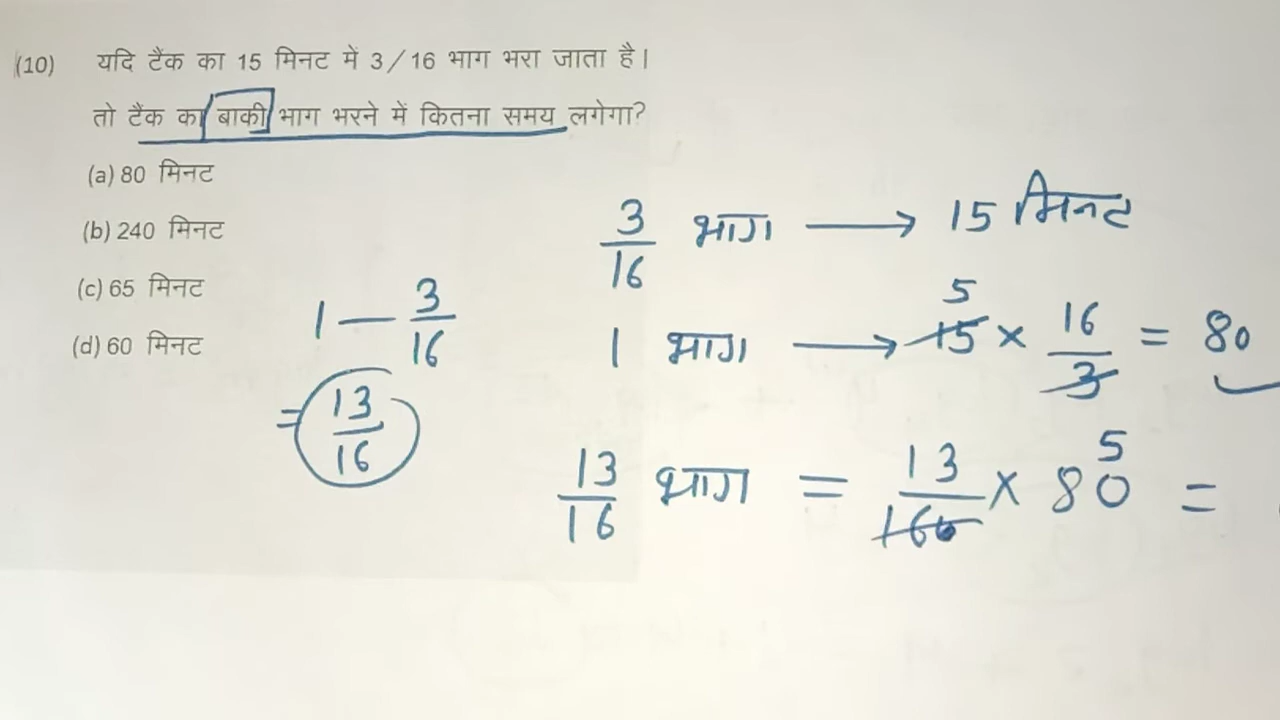 (10) यदि टैंक का 15 मिनट में 3/16 भाग भरा जाता है।
तो टैंक का बाकी भाग भरने में कितना समय लगेगा?
(a) 80 मिनट
(b) 240 मिनट
(c) 65 मिनट
(d) 60 मिनट
1 — 3/16
= 13/16
3/16 भाग → 15 मिनट
5
1 भाग → 15 × 16/3 = 80
5
13/16 भाग = 13/16 × 80 =